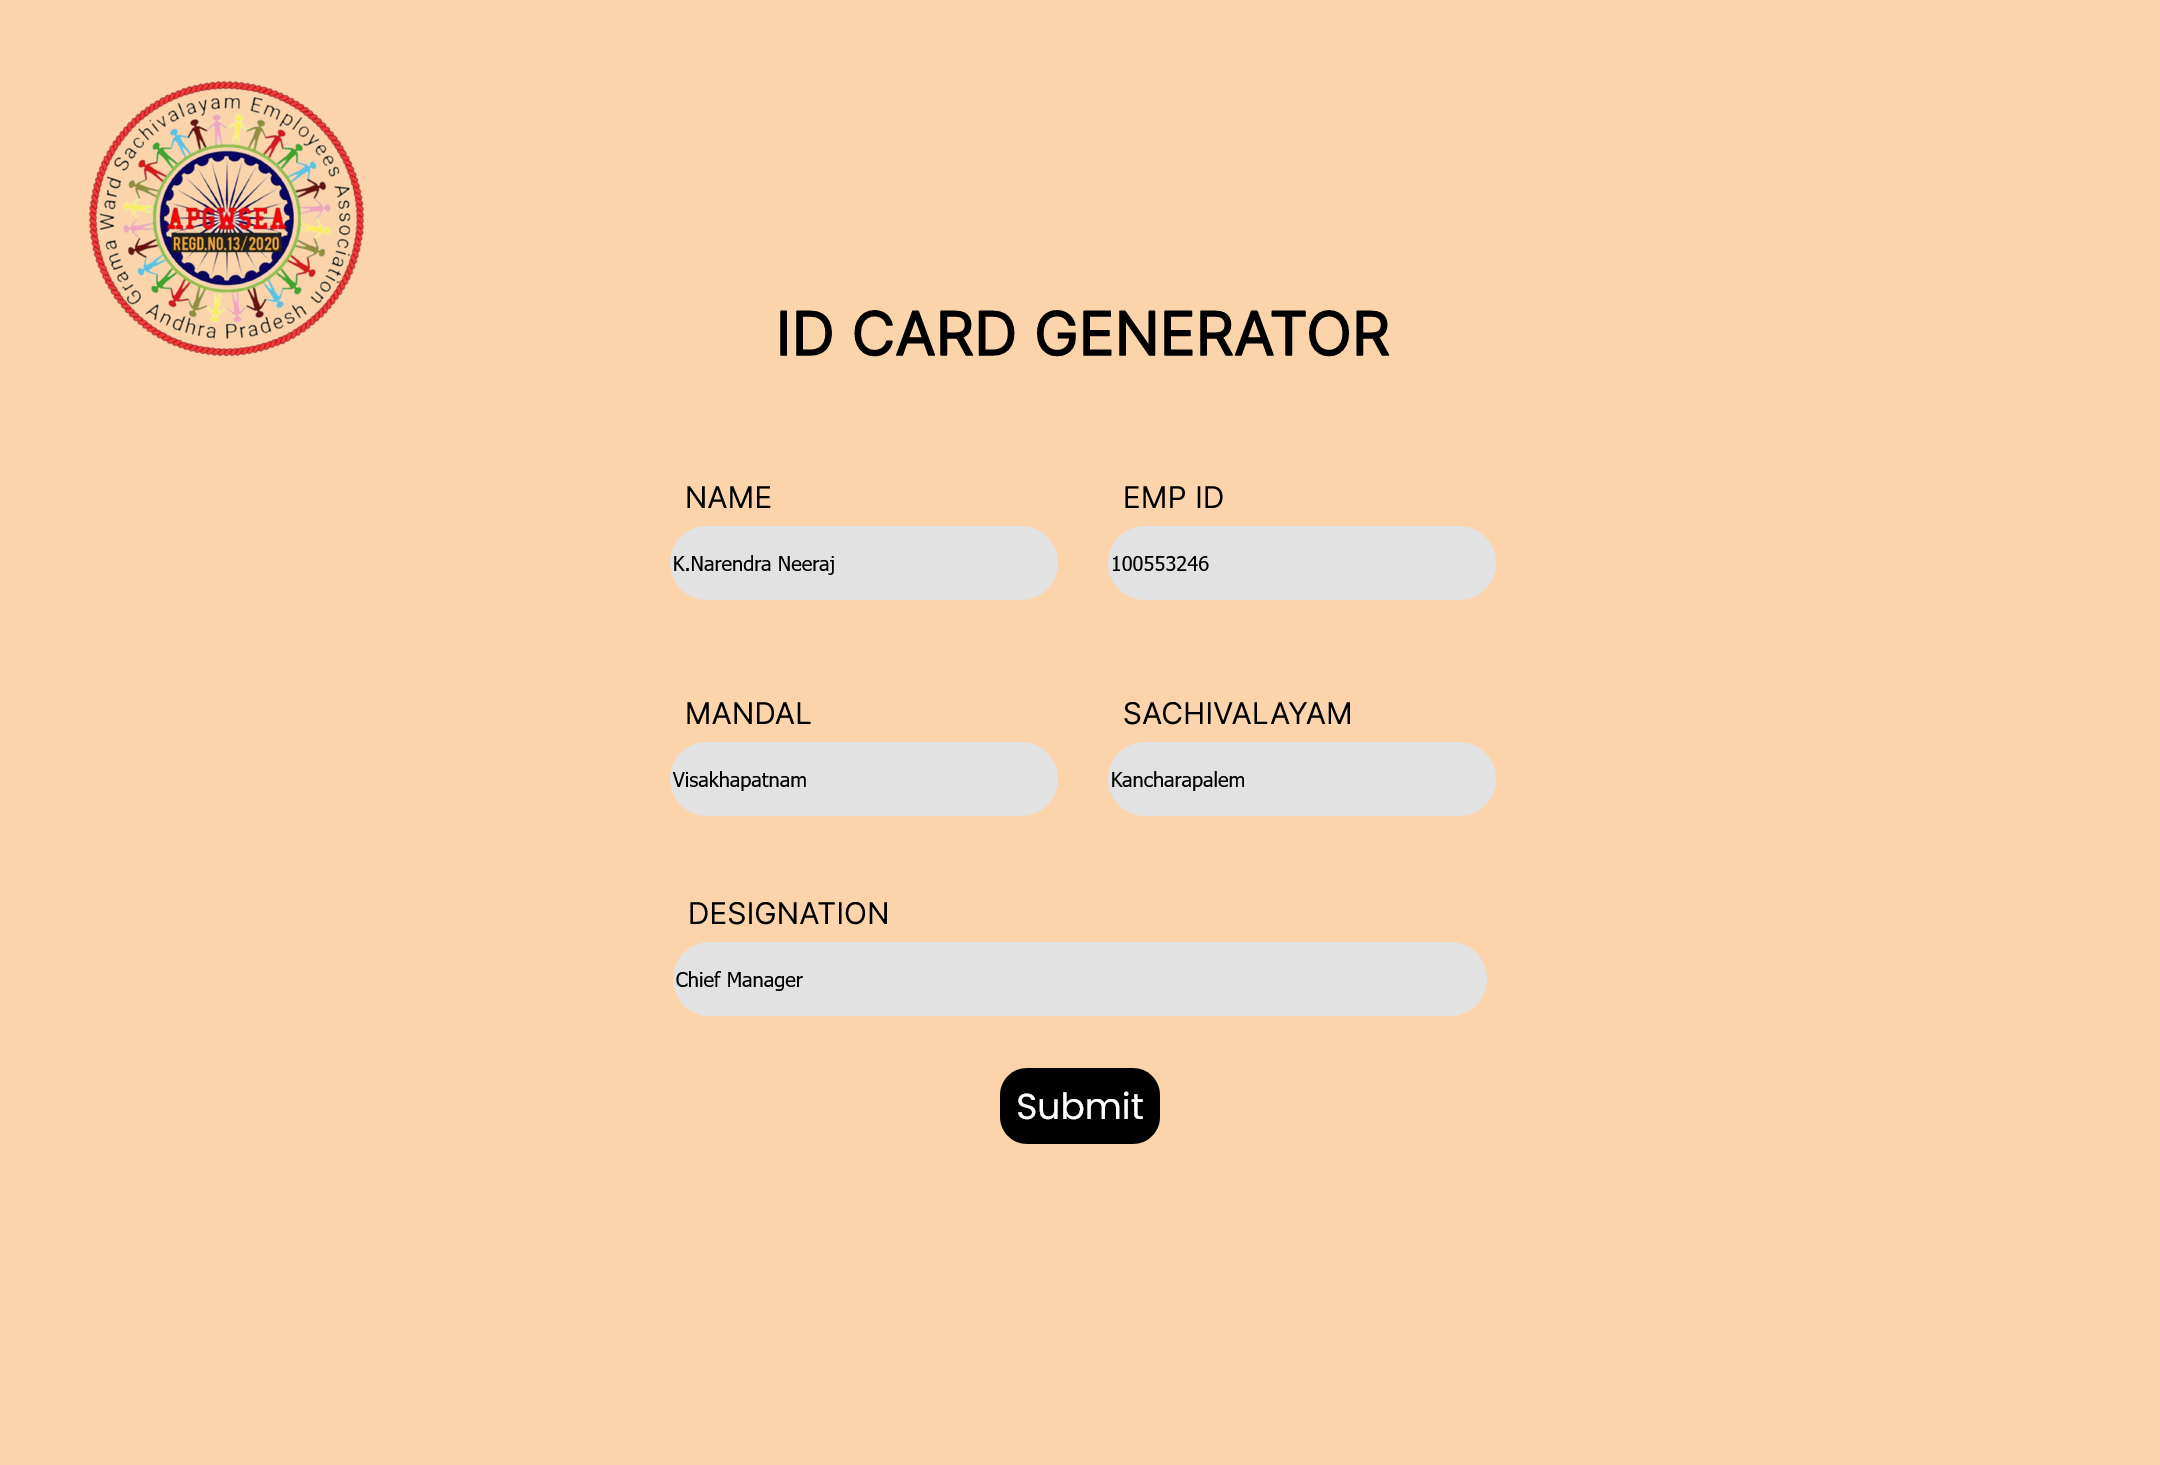 Grama Ward Sachivalayam Employees Association
Andhra Pradesh
APGWSEA
REGD.NO.13/2020
ID CARD GENERATOR
NAME
EMP ID
K.Narendra Neeraj
100553246
MANDAL
SACHIVALAYAM
Visakhapatnam
Kancharapalem
DESIGNATION
Chief Manager
Submit